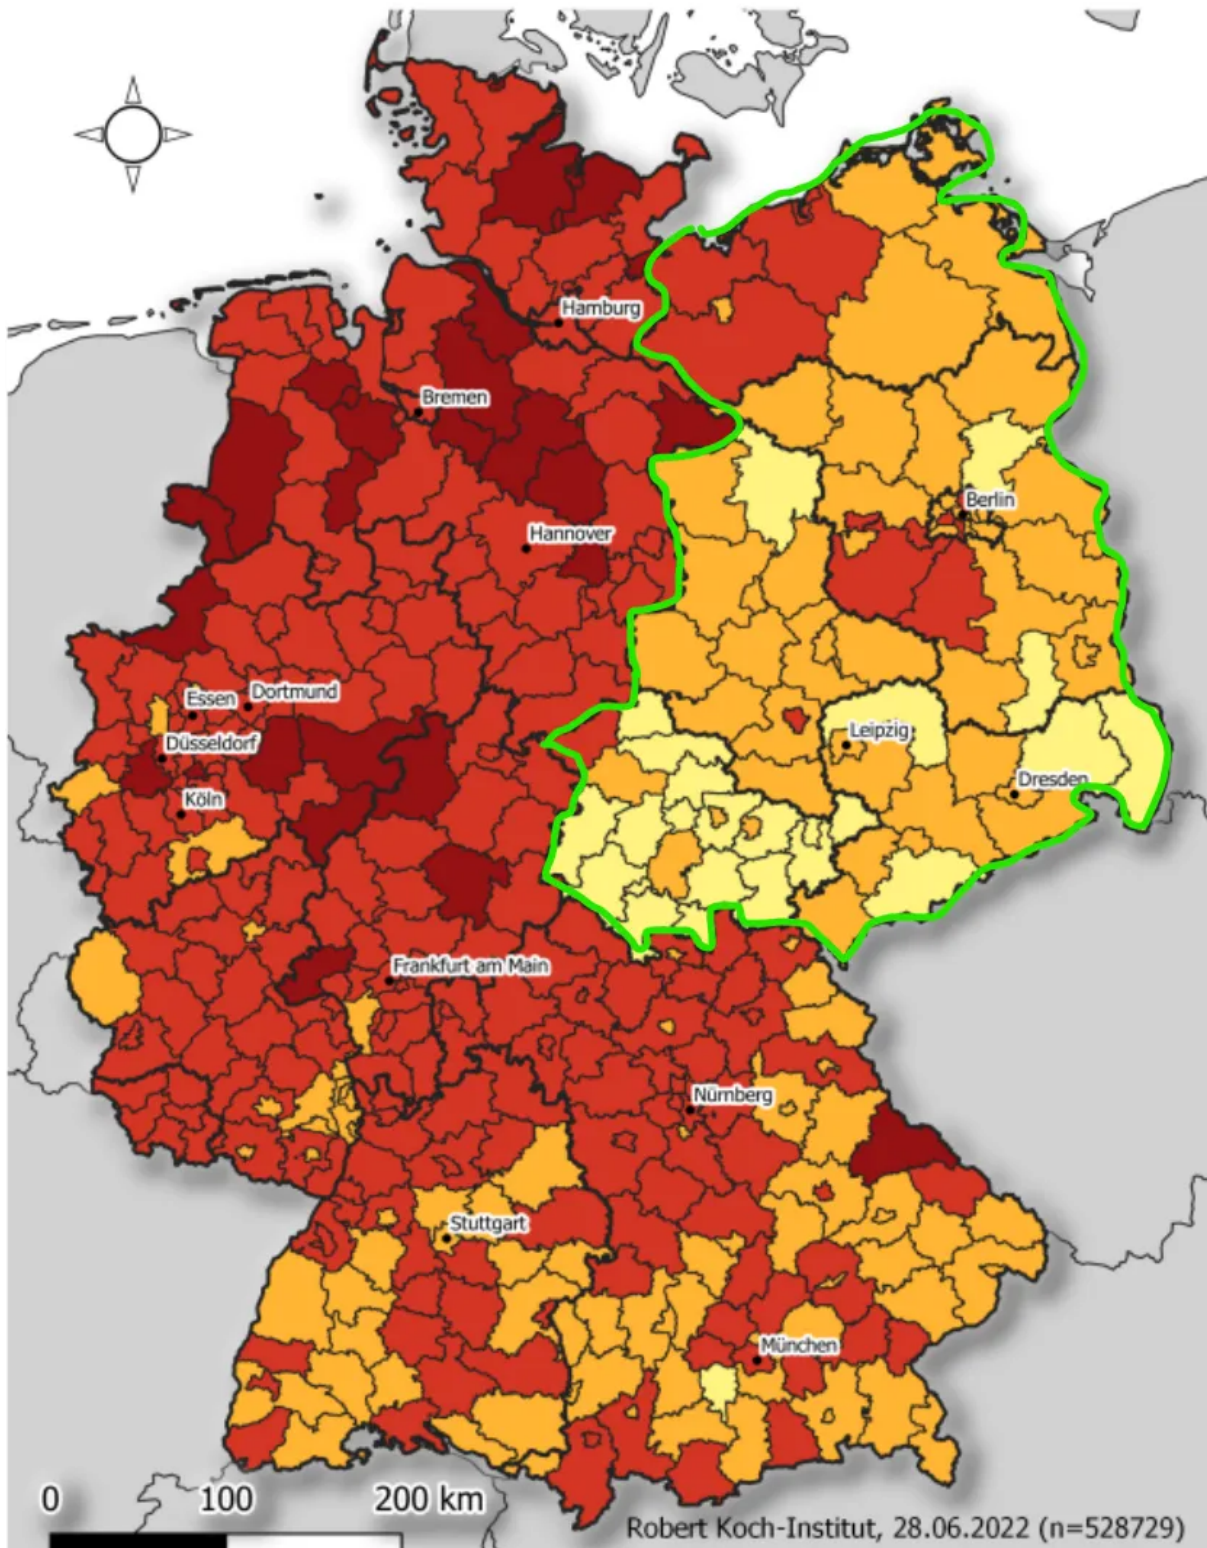 Hamburg
Bremen
Berlin
Hannover
Essen
Dortmund
Düsseldorf
Leipzig
Dresden
Köln
Frankfurt am Main
Nürnberg
Stuttgart
München
0 100 200 km
Robert Koch-Institut, 28.06.2022 (n=528729)